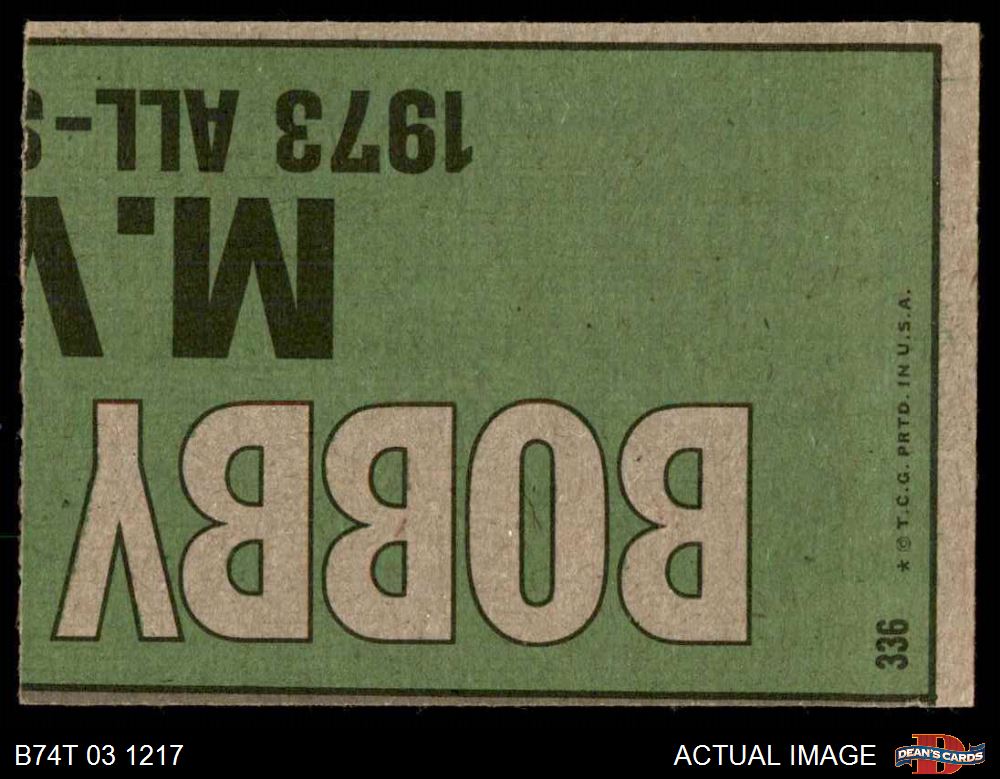 BOBBY
M.V
1973 ALL-S
336
★ © T.C.G. PRTD. IN U.S.A.
B74T 03 1217
ACTUAL IMAGE
DEAN'S CARDS